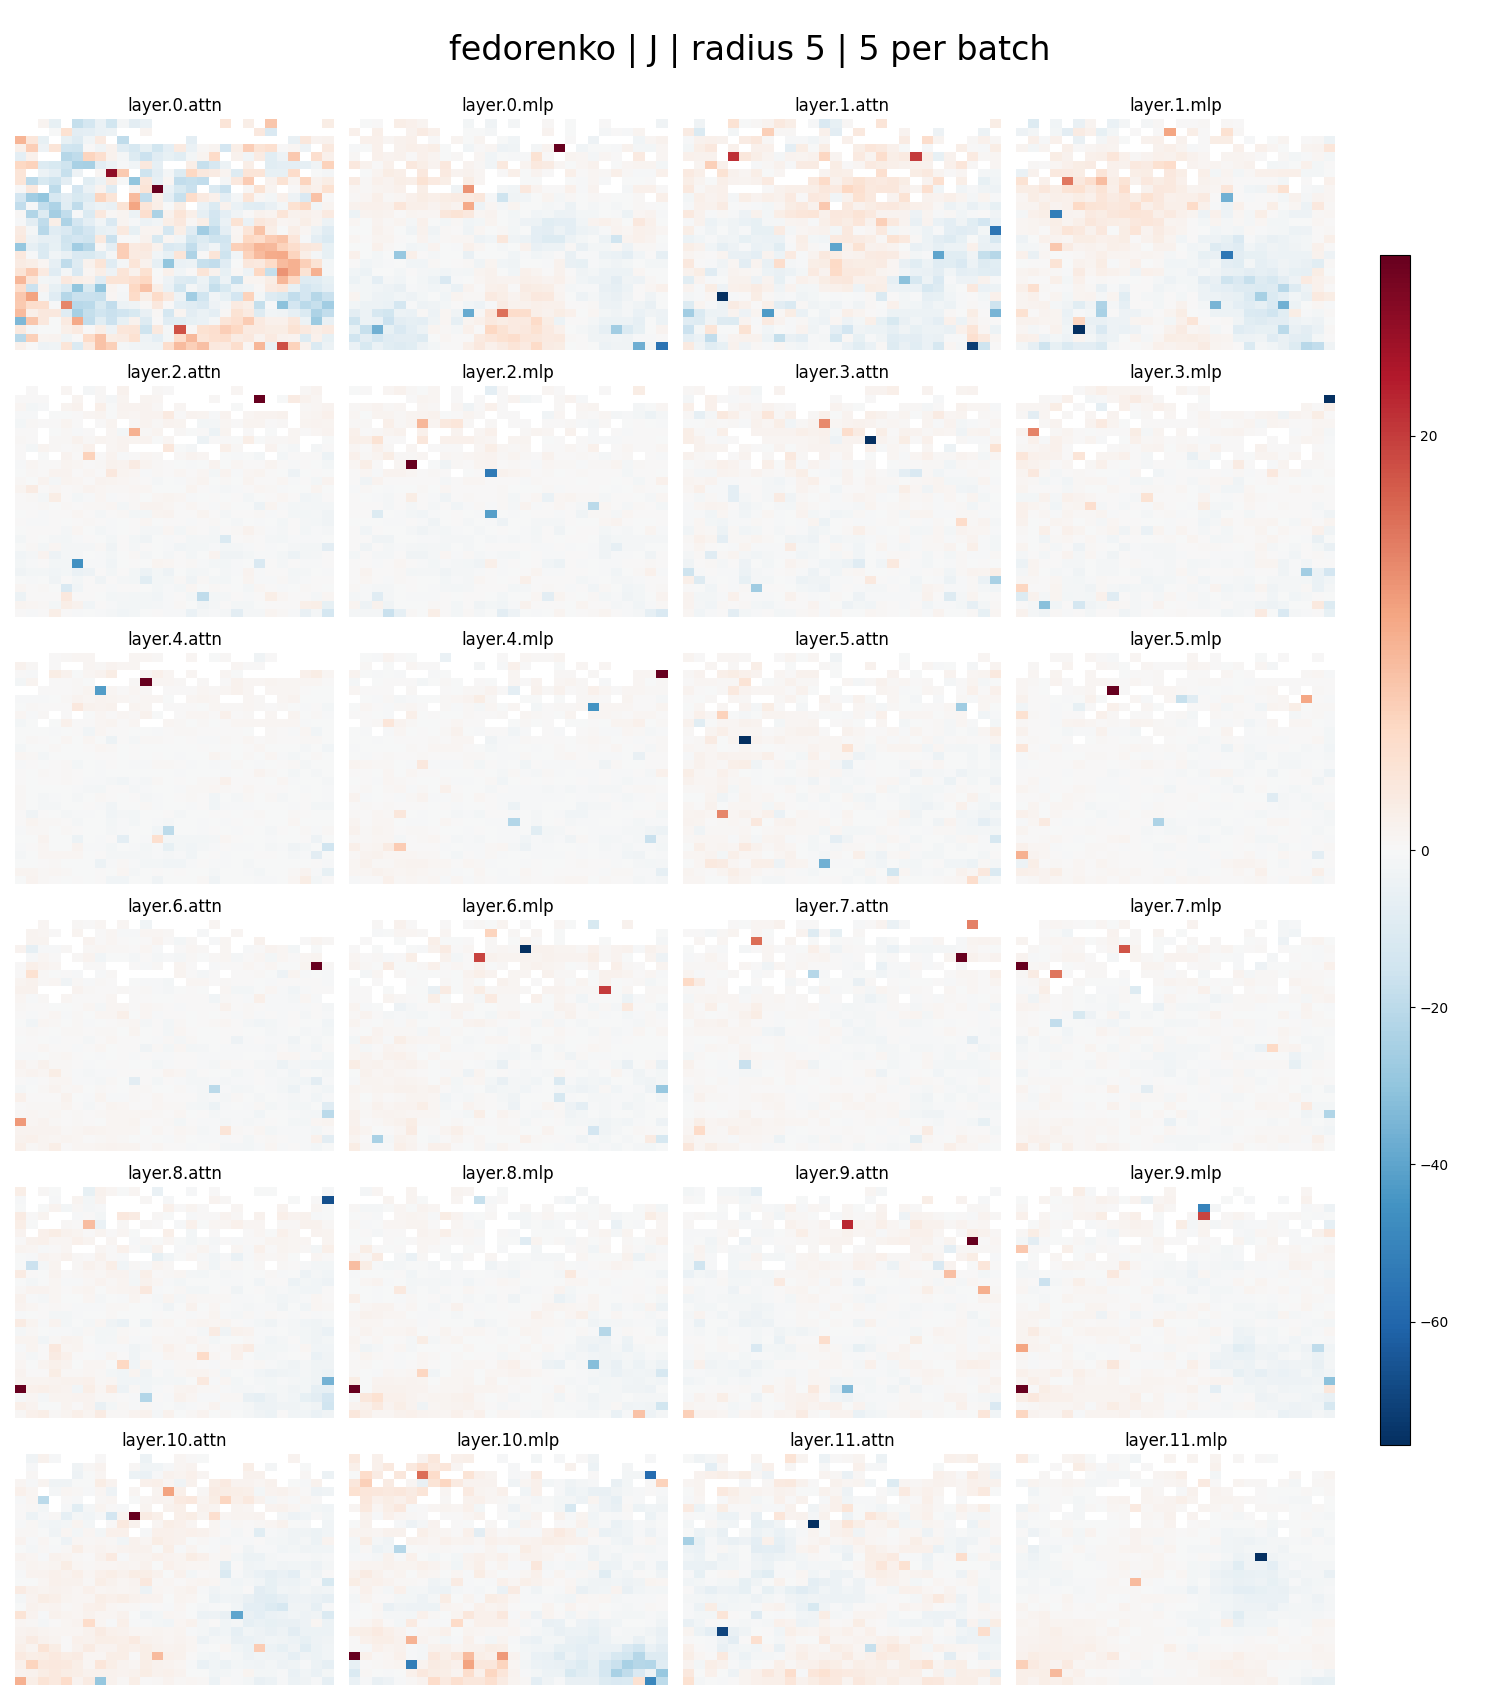 fedorenko | J | radius 5 | 5 per batch
layer.0.attn
layer.0.mlp
layer.1.attn
layer.1.mlp
layer.2.attn
layer.2.mlp
layer.3.attn
layer.3.mlp
layer.4.attn
layer.4.mlp
layer.5.attn
layer.5.mlp
layer.6.attn
layer.6.mlp
layer.7.attn
layer.7.mlp
layer.8.attn
layer.8.mlp
layer.9.attn
layer.9.mlp
layer.10.attn
layer.10.mlp
layer.11.attn
layer.11.mlp
20
0
−20
−40
−60